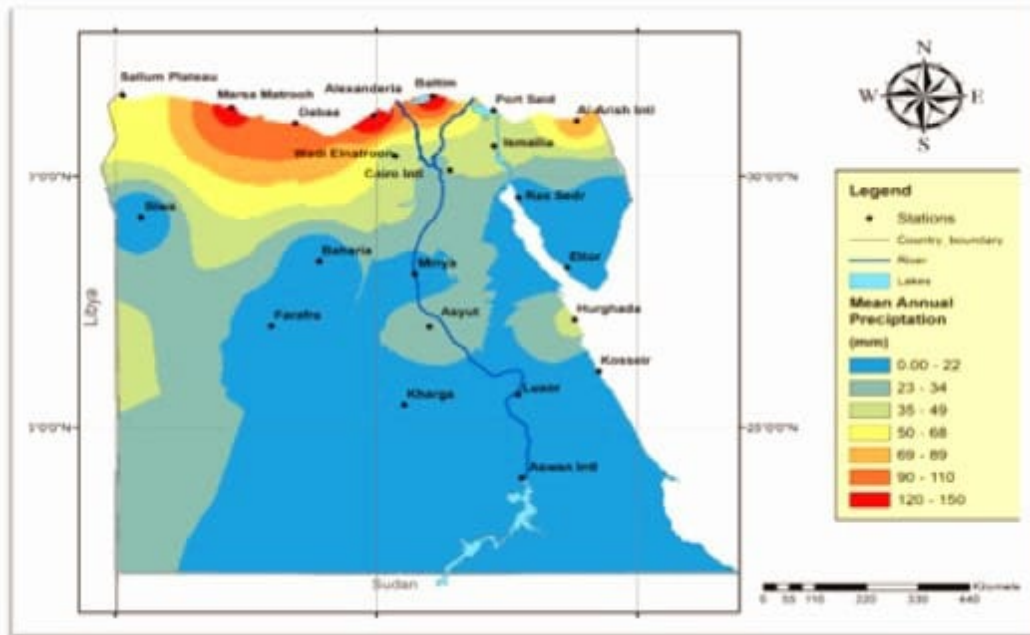 N
W
E
S
Sallum Plateau
Marsa Matrooh
Dabaa
Alexanderia
Baltim
Port Said
Al-Arish Intl
Wadi Elnatroon
Ismailia
Cairo Intl
Siwa
Ras Sedr
Baharia
Minya
Eltor
Farafra
Asyut
Hurghada
Kosseir
Kharga
Luxor
Aswan Intl
Libya
Sudan
30°0'0"N
25°0'0"N
Legend
Stations
Country_boundary
River
Lakes
Mean Annual
Precipitation
(mm)
0.00 - 22
23 - 34
35 - 49
50 - 68
69 - 89
90 - 110
120 - 150
0 55 110 220 330 440